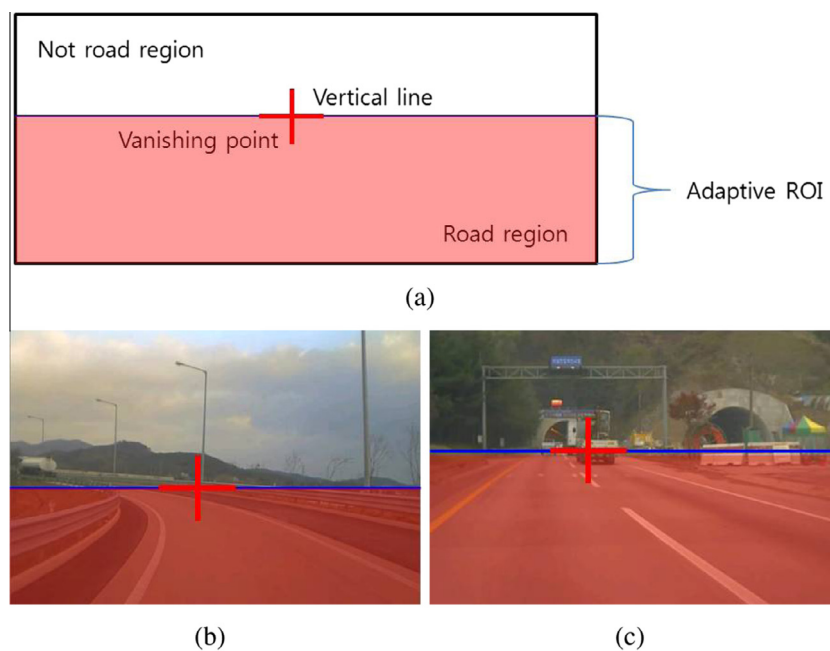 Not road region
Vertical line
Vanishing point
Adaptive ROI
Road region
(a)
(b)
(c)